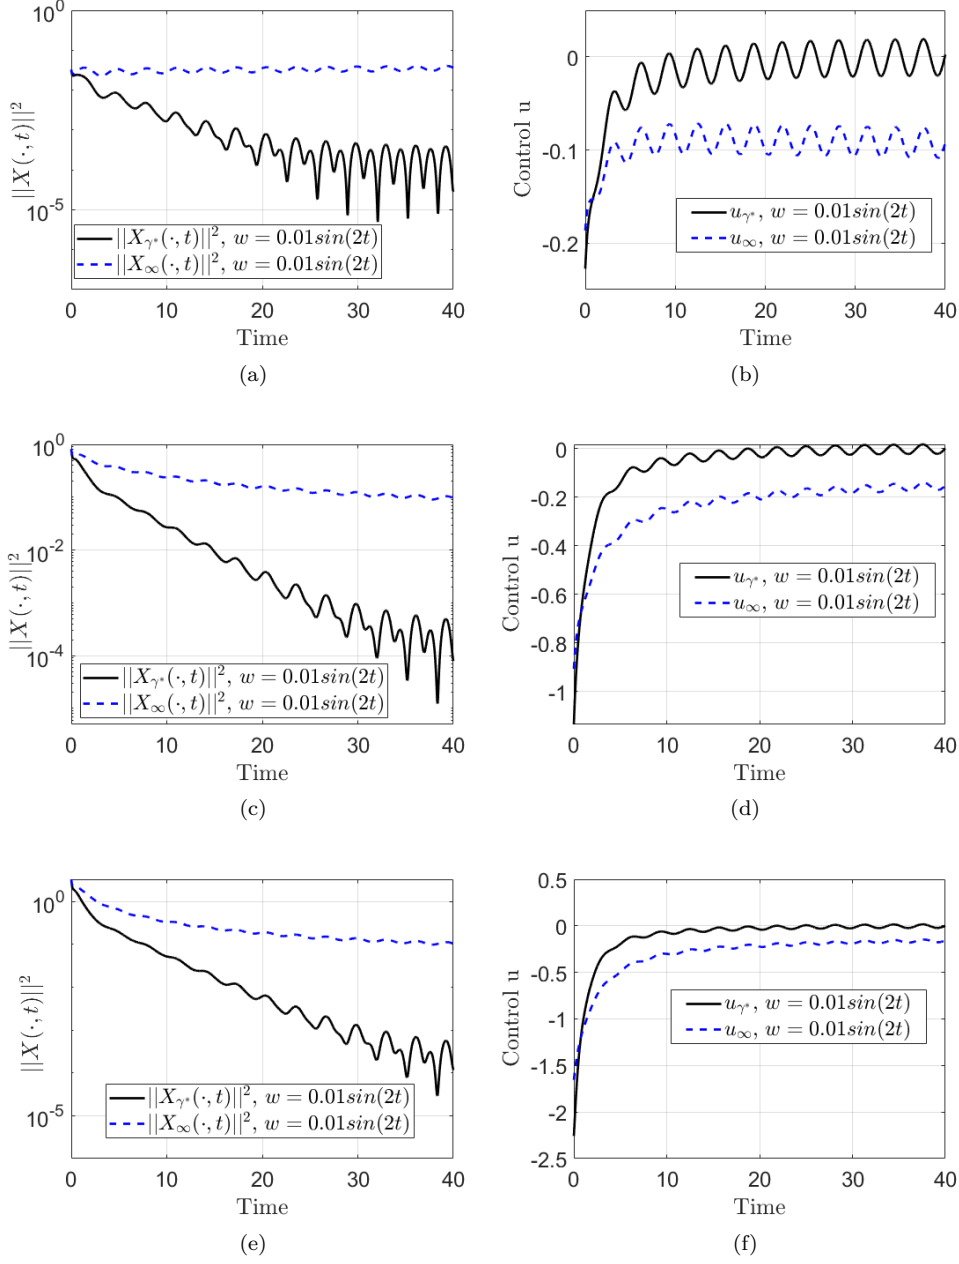 10^0
10^-5
||X(·, t)||^2
||X_γ*(·, t)||^2, w = 0.01sin(2t)
||X_∞(·, t)||^2, w = 0.01sin(2t)
0 10 20 30 40
Time
(a)
0
-0.1
-0.2
Control u
u_γ*, w = 0.01sin(2t)
u_∞, w = 0.01sin(2t)
0 10 20 30 40
Time
(b)
10^0
10^-2
10^-4
||X(·, t)||^2
||X_γ*(·, t)||^2, w = 0.01sin(2t)
||X_∞(·, t)||^2, w = 0.01sin(2t)
0 10 20 30 40
Time
(c)
0
-0.2
-0.4
-0.6
-0.8
-1
Control u
u_γ*, w = 0.01sin(2t)
u_∞, w = 0.01sin(2t)
0 10 20 30 40
Time
(d)
10^0
10^-5
||X(·, t)||^2
||X_γ*(·, t)||^2, w = 0.01sin(2t)
||X_∞(·, t)||^2, w = 0.01sin(2t)
0 10 20 30 40
Time
(e)
0.5
0
-0.5
-1
-1.5
-2
-2.5
Control u
u_γ*, w = 0.01sin(2t)
u_∞, w = 0.01sin(2t)
0 10 20 30 40
Time
(f)